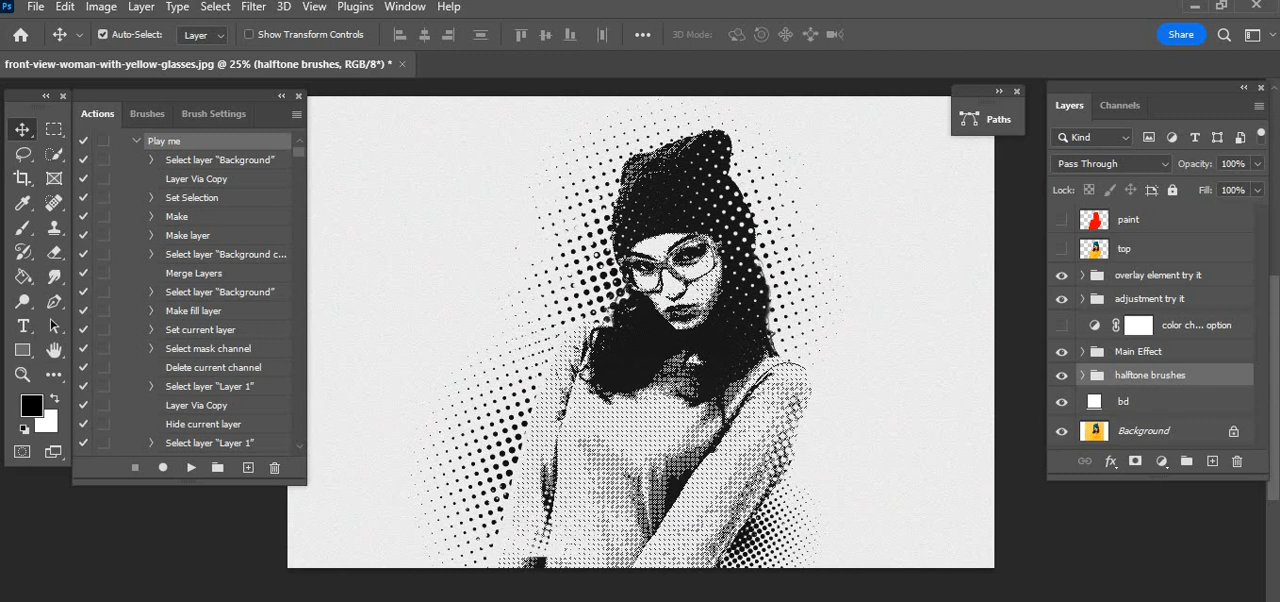 Ps File Edit Image Layer Type Select Filter 3D View Plugins Window Help
Auto-Select: Layer Show Transform Controls 3D Mode: Share
front-view-woman-with-yellow-glasses.jpg @ 25% (halftone brushes, RGB/8*) *
Actions Brushes Brush Settings
Play me
Select layer "Background"
Layer Via Copy
Set Selection
Make
Make layer
Select layer "Background c...
Merge Layers
Select layer "Background"
Make fill layer
Set current layer
Select mask channel
Delete current channel
Select layer "Layer 1"
Layer Via Copy
Hide current layer
Select layer "Layer 1"
Paths
Layers Channels
Kind
Pass Through Opacity: 100%
Lock: Fill: 100%
paint
top
overlay element try it
adjustment try it
color ch... option
Main Effect
halftone brushes
bd
Background
fx